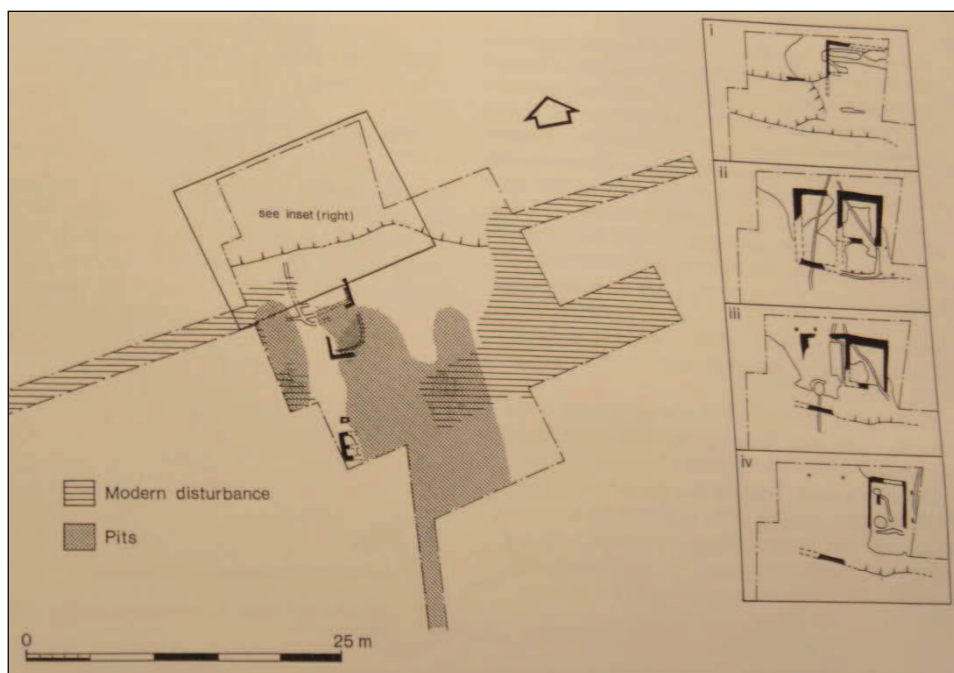 see inset (right)
i
ii
iii
iv
Modern disturbance
Pits
0
25 m